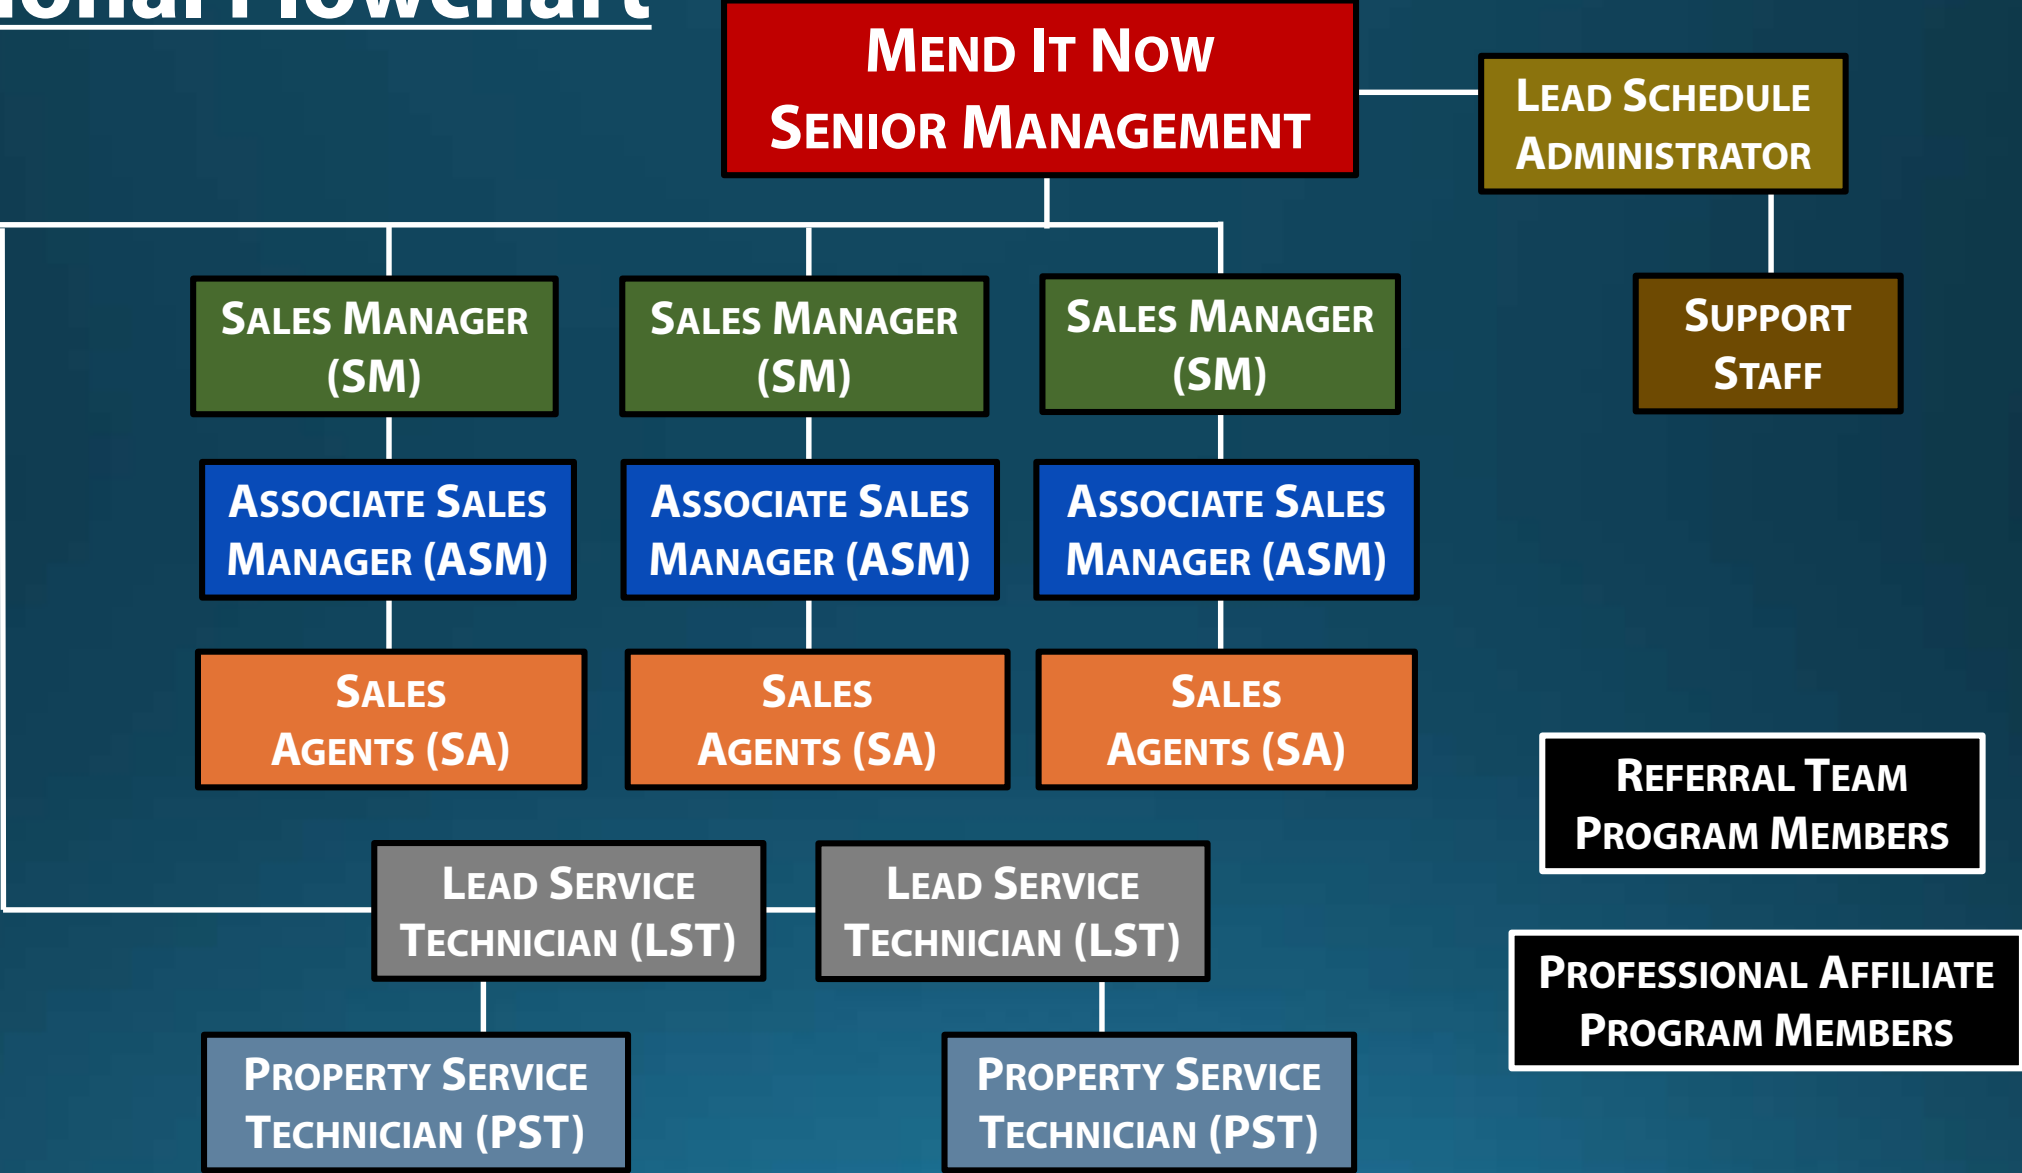 Flowchart
MEND IT NOW
SENIOR MANAGEMENT
LEAD SCHEDULE
ADMINISTRATOR
SALES MANAGER
(SM)
SALES MANAGER
(SM)
SALES MANAGER
(SM)
SUPPORT
STAFF
ASSOCIATE SALES
MANAGER (ASM)
ASSOCIATE SALES
MANAGER (ASM)
ASSOCIATE SALES
MANAGER (ASM)
SALES
AGENTS (SA)
SALES
AGENTS (SA)
SALES
AGENTS (SA)
REFERRAL TEAM
PROGRAM MEMBERS
LEAD SERVICE
TECHNICIAN (LST)
LEAD SERVICE
TECHNICIAN (LST)
PROFESSIONAL AFFILIATE
PROGRAM MEMBERS
PROPERTY SERVICE
TECHNICIAN (PST)
PROPERTY SERVICE
TECHNICIAN (PST)